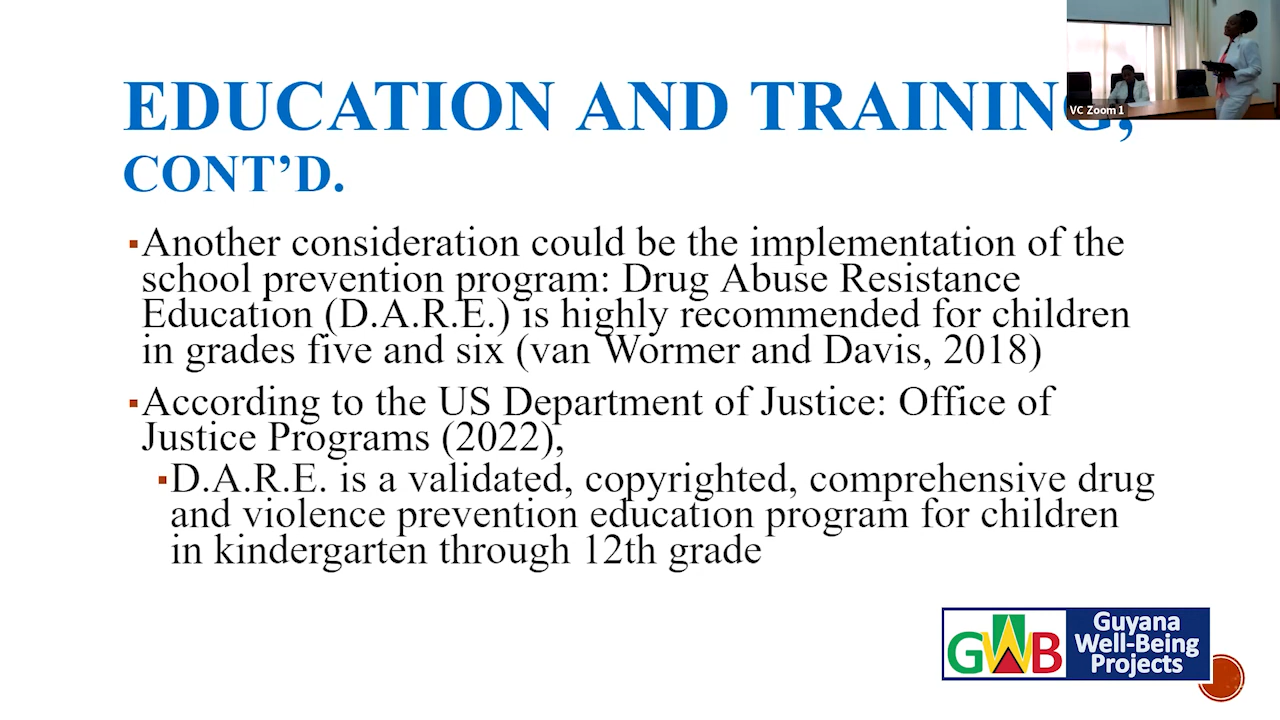 EDUCATION AND TRAINING,
CONT’D.
VC Zoom 1
▪Another consideration could be the implementation of the
school prevention program: Drug Abuse Resistance
Education (D.A.R.E.) is highly recommended for children
in grades five and six (van Wormer and Davis, 2018)
▪According to the US Department of Justice: Office of
Justice Programs (2022),
▪D.A.R.E. is a validated, copyrighted, comprehensive drug
and violence prevention education program for children
in kindergarten through 12th grade
GWB
Guyana
Well-Being
Projects